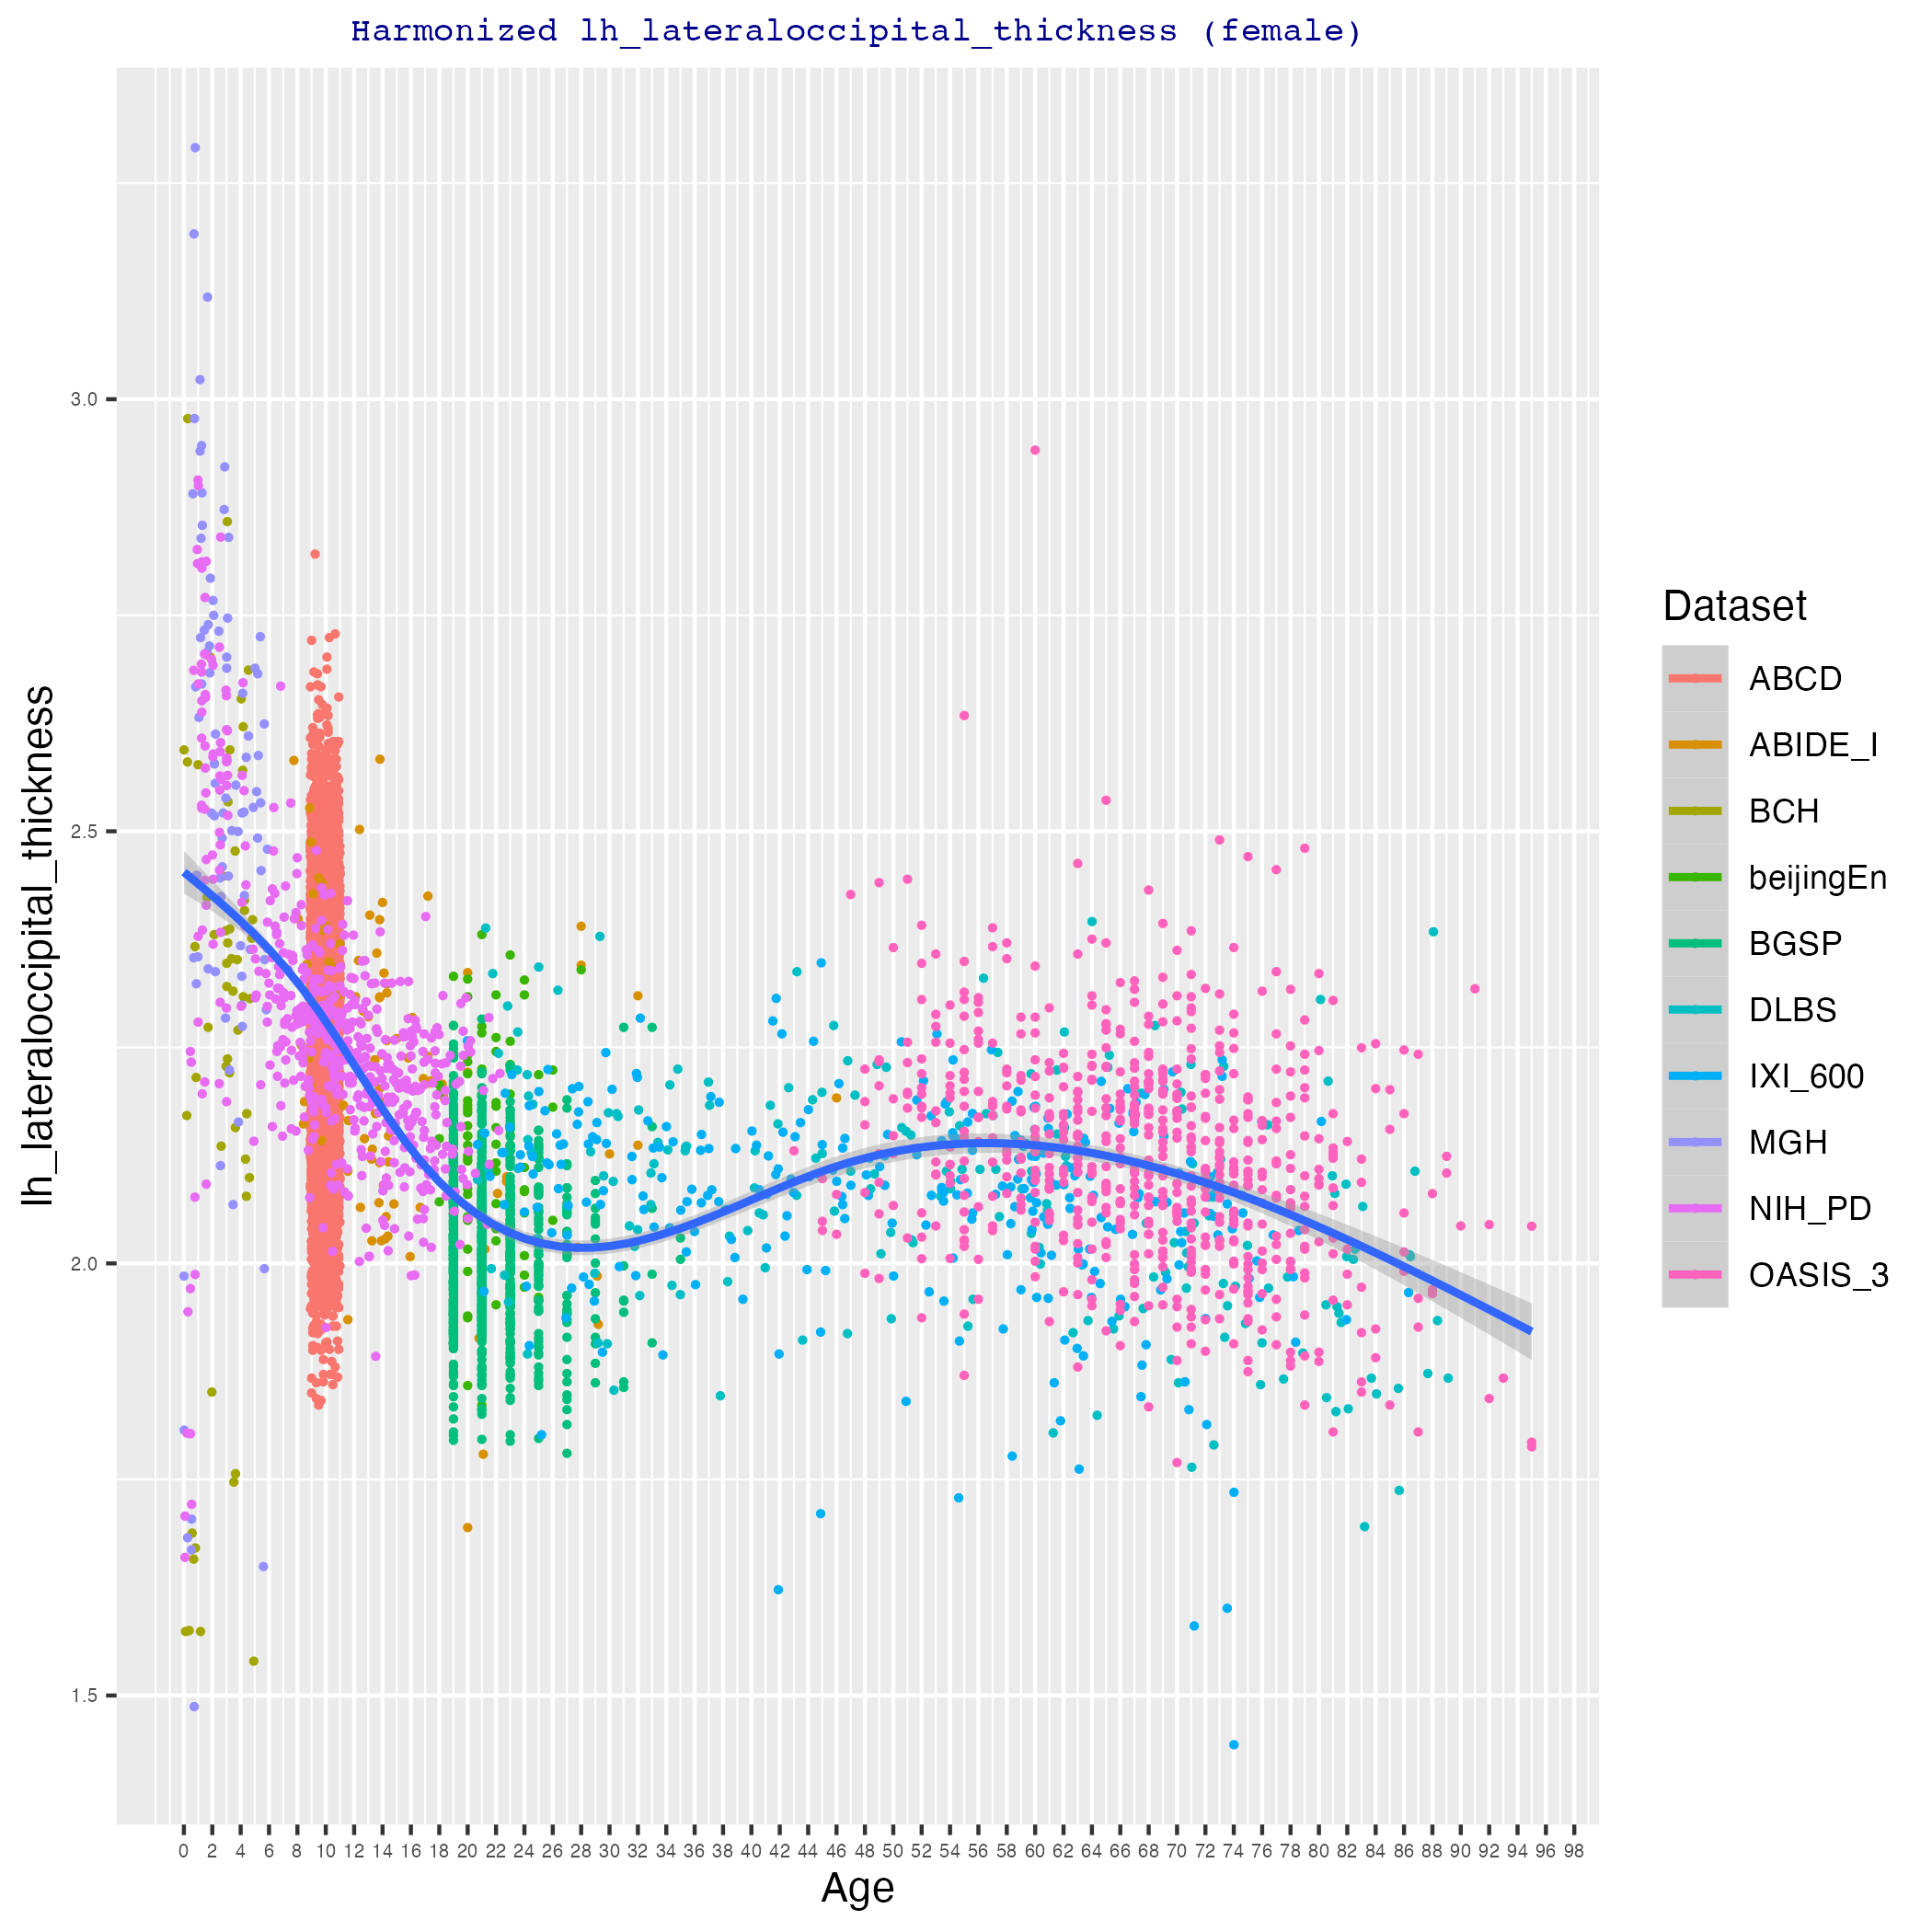 Harmonized lh_lateraloccipital_thickness (female)
lh_lateraloccipital_thickness
3.0
2.5
2.0
1.5
0 2 4 6 8 10 12 14 16 18 20 22 24 26 28 30 32 34 36 38 40 42 44 46 48 50 52 54 56 58 60 62 64 66 68 70 72 74 76 78 80 82 84 86 88 90 92 94 96 98
Age
Dataset
ABCD
ABIDE_I
BCH
beijingEn
BGSP
DLBS
IXI_600
MGH
NIH_PD
OASIS_3